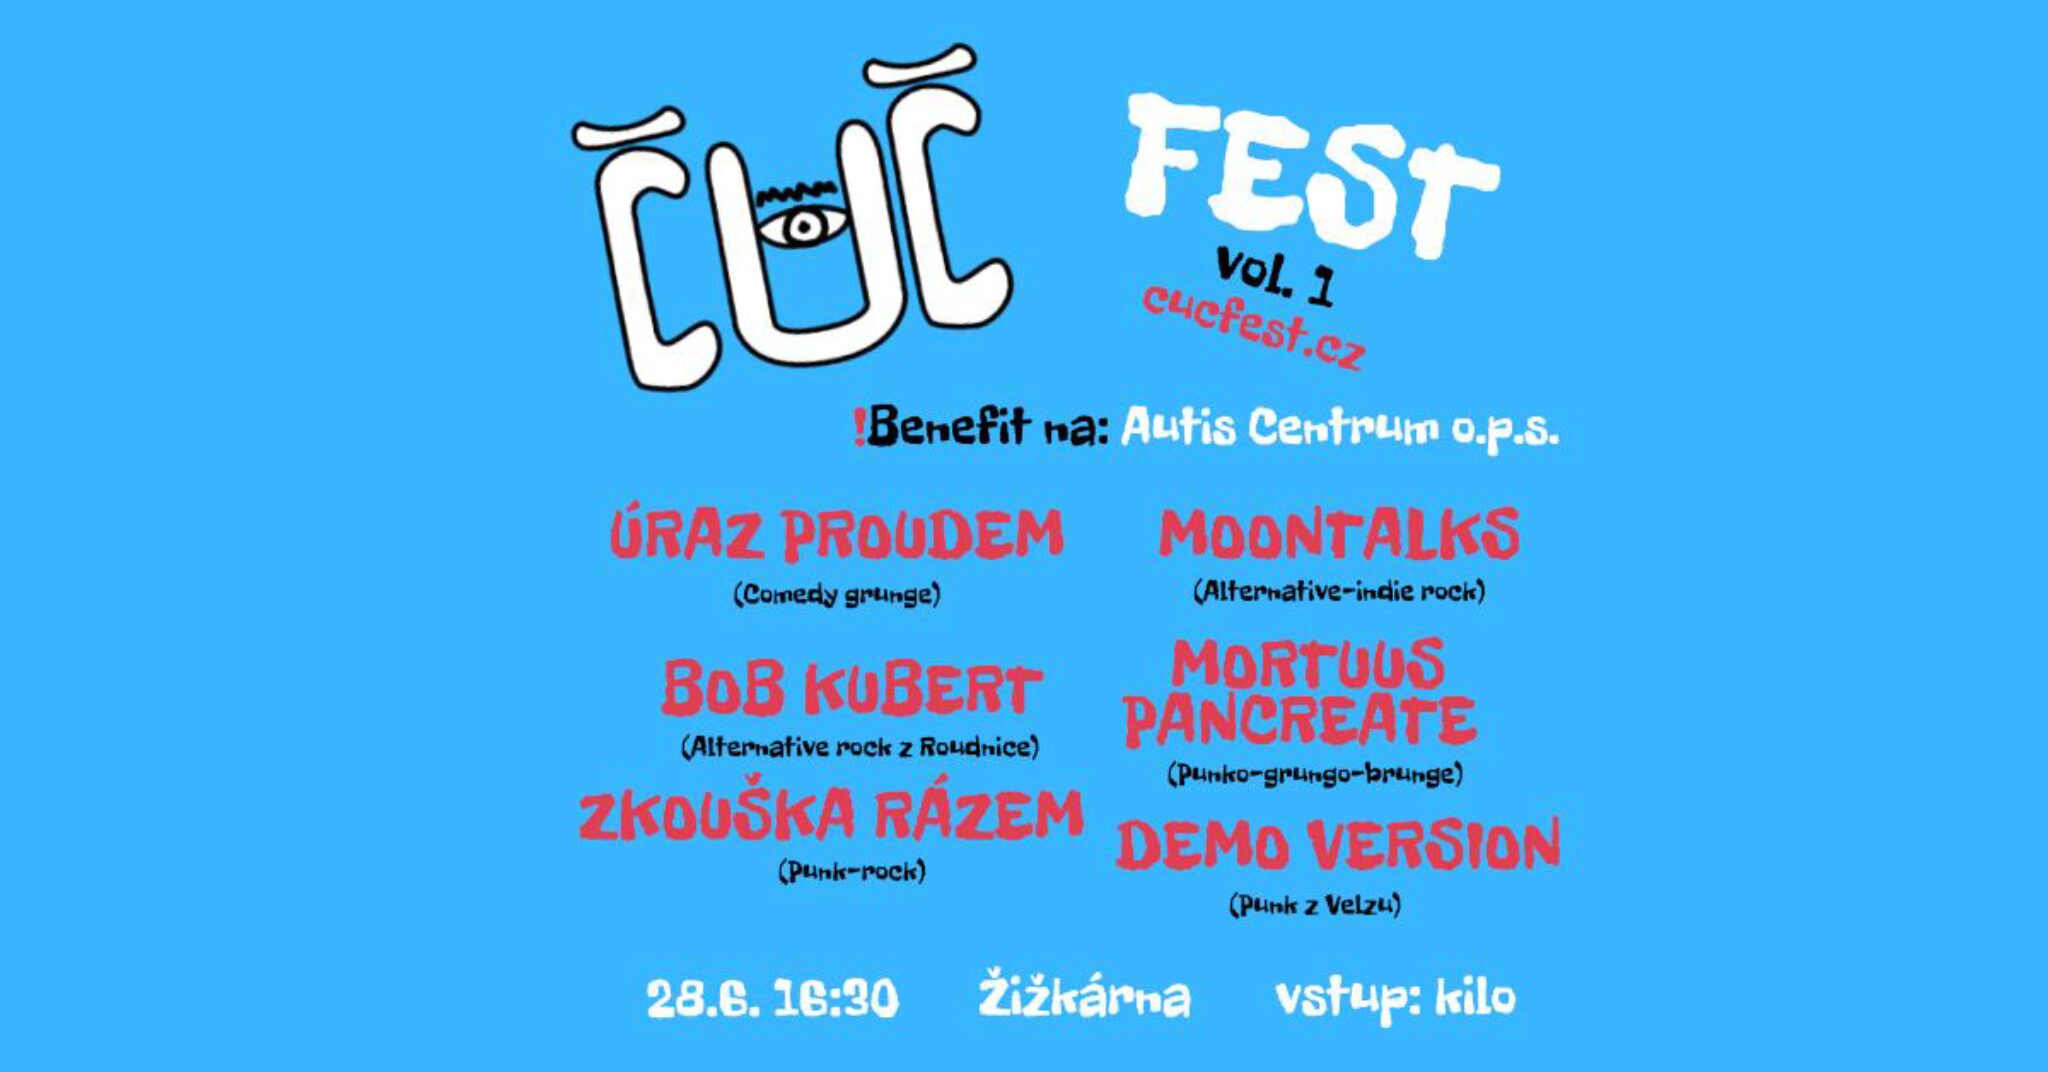 ČUČ
FEST
vol. 1
cucfest.cz
!Benefit na: Autis Centrum o.p.s.
ÚRAZ PROUDEM
(Comedy grunge)
MOONTALKS
(Alternative-indie rock)
BOB KUBERT
(Alternative rock z Roudnice)
MORTUUS
PANCREATE
(Punko-grungo-brunge)
ZKOUŠKA RÁZEM
(Punk-rock)
DEMO VERSION
(Punk z Velzu)
28.6. 16:30 Žižkárna vstup: kilo